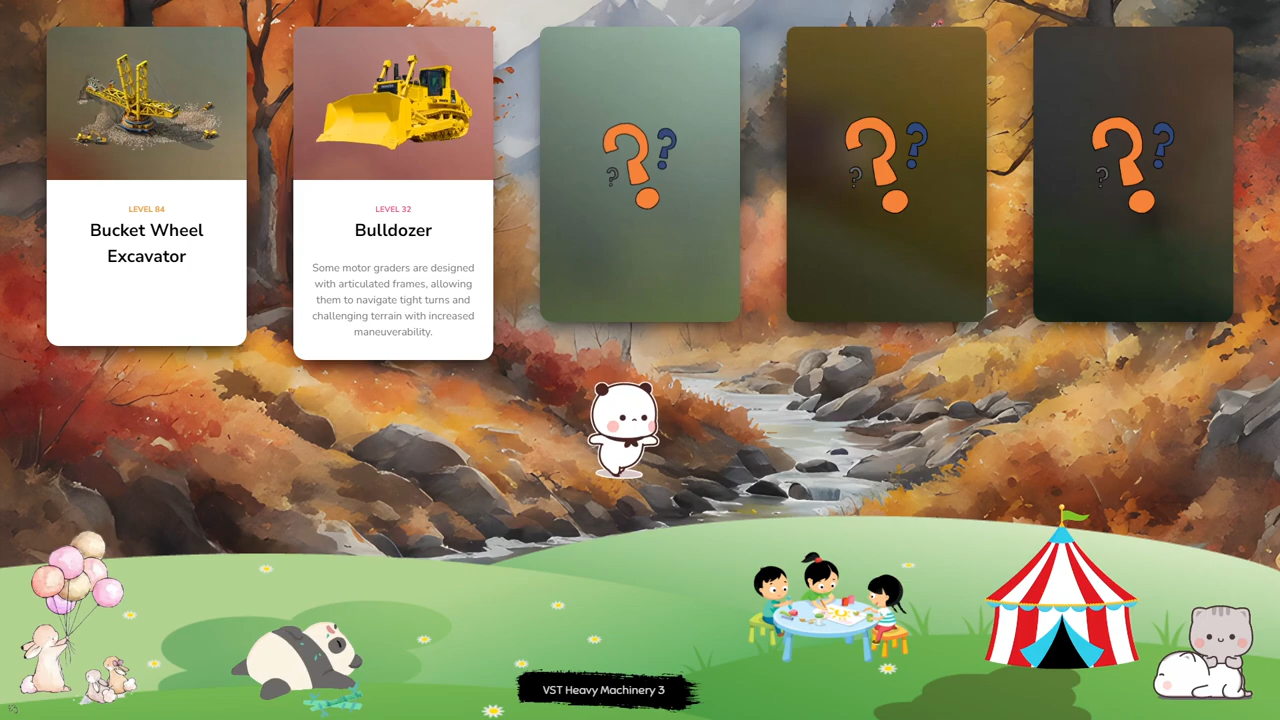 LEVEL 84
Bucket Wheel
Excavator
LEVEL 32
Bulldozer
Some motor graders are designed
with articulated frames, allowing
them to navigate tight turns and
challenging terrain with increased
maneuverability.
? ? ?
? ? ?
? ? ?
VST Heavy Machinery 3